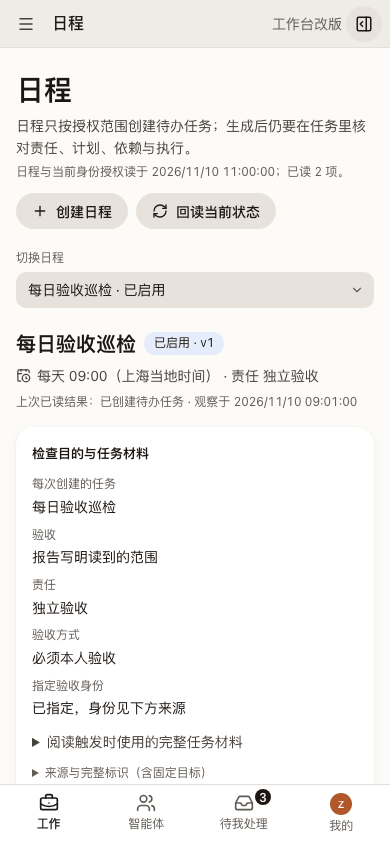 日程
工作台改版
日程
日程只按授权范围创建待办任务；生成后仍要在任务里核
对责任、计划、依赖与执行。
日程与当前身份授权读于 2026/11/10 11:00:00；已读 2 项。
创建日程
回读当前状态
切换日程
每日验收巡检 · 已启用
每日验收巡检
已启用 · v1
每天 09:00（上海当地时间） · 责任 独立验收
上次已读结果：已创建待办任务 · 观察于 2026/11/10 09:01:00
检查目的与任务材料
每次创建的任务
每日验收巡检
验收
报告写明读到的范围
责任
独立验收
验收方式
必须本人验收
指定验收身份
已指定，身份见下方来源
▶ 阅读触发时使用的完整任务材料
▶ 来源与完整标识（含固定目标）
工作
智能体
3
待我处理
Z
我的